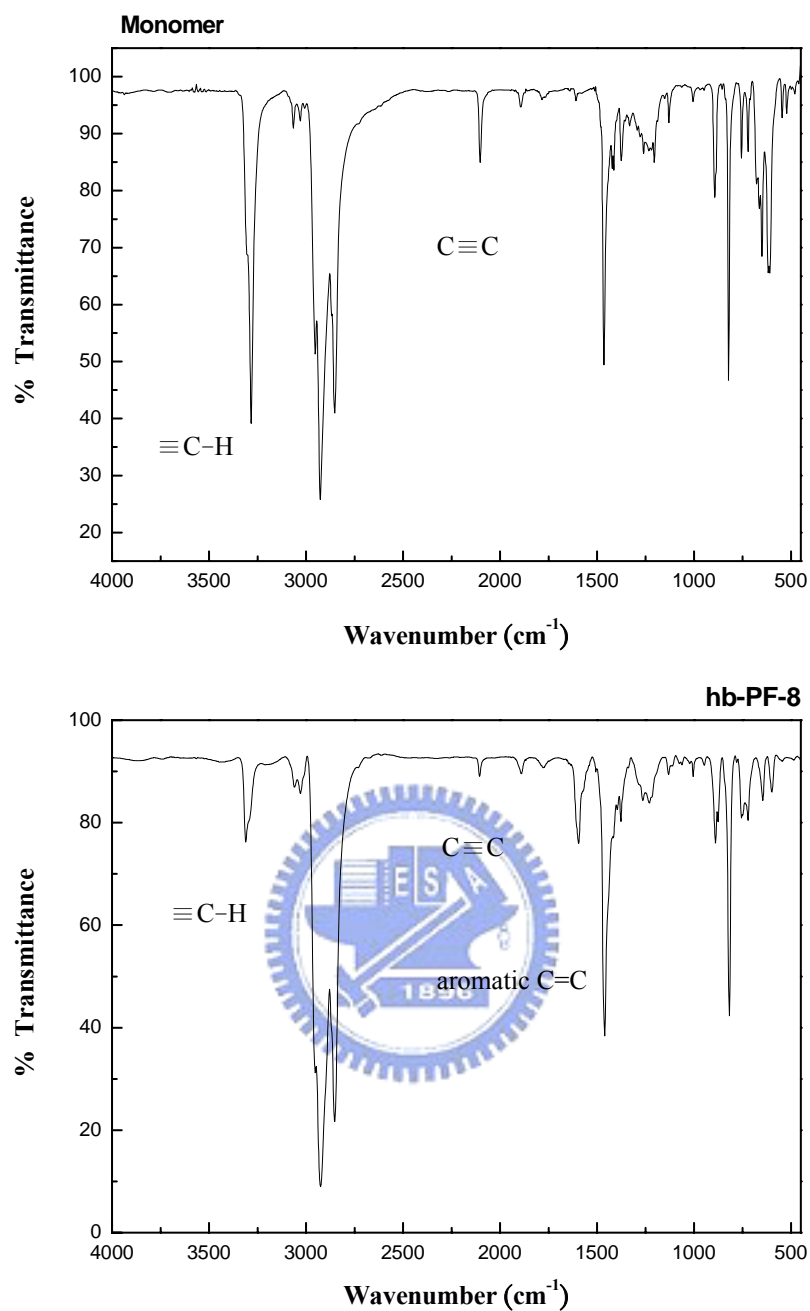 Monomer
100
90
80
70
60
50
40
30
20
% Transmittance
C≡C
≡C-H
4000 3500 3000 2500 2000 1500 1000 500
Wavenumber (cm-1)
hb-PF-8
100
80
60
40
20
0
% Transmittance
C≡C
≡C-H
aromatic C=C
E S A
1896
4000 3500 3000 2500 2000 1500 1000 500
Wavenumber (cm-1)